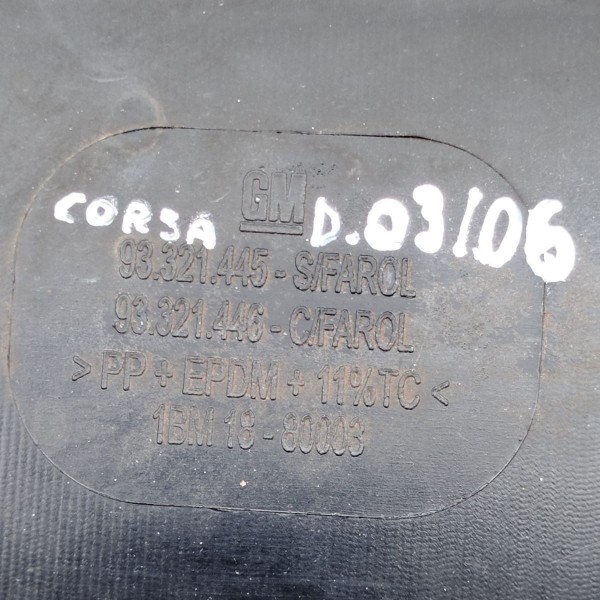 GM
CORSA D.03/06
93.321.445 - S/FAROL
93.321.446 - C/FAROL
> PP + EPDM + 11%TC <
1BM 18 - 80003